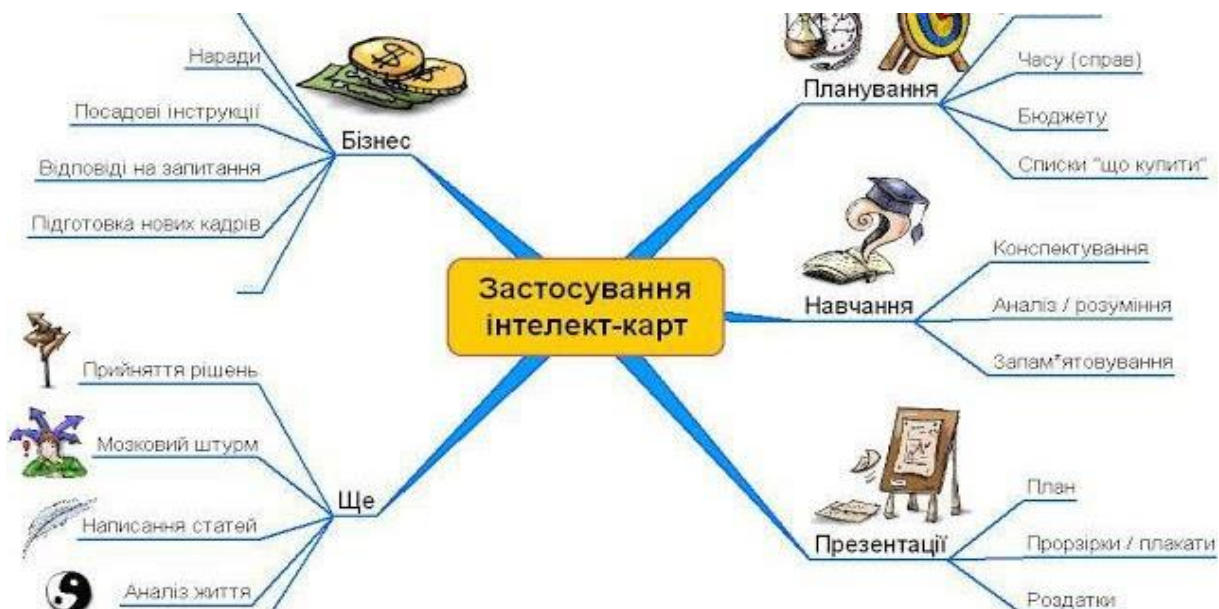 Застосування
інтелект-карт
Бізнес
Наради
Посадові інструкції
Відповіді на запитання
Підготовка нових кадрів
Планування
Часу (справ)
Бюджету
Списки "що купити"
Навчання
Конспектування
Аналіз / розуміння
Запам*ятовування
Презентації
План
Прорзірки / плакати
Роздатки
Ще
Прийняття рішень
Мозковий штурм
Написання статей
Аналіз життя